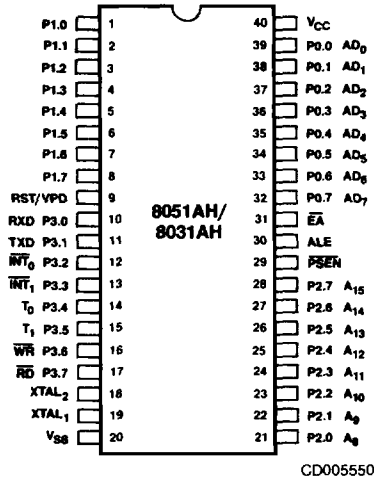 P1.0 1 40 VCC
P1.1 2 39 P0.0 AD0
P1.2 3 38 P0.1 AD1
P1.3 4 37 P0.2 AD2
P1.4 5 36 P0.3 AD3
P1.5 6 35 P0.4 AD4
P1.6 7 34 P0.5 AD5
P1.7 8 33 P0.6 AD6
RST/VPD 9 32 P0.7 AD7
RXD P3.0 10 31 EA
TXD P3.1 11 30 ALE
INT0 P3.2 12 29 PSEN
INT1 P3.3 13 28 P2.7 A15
T0 P3.4 14 27 P2.6 A14
T1 P3.5 15 26 P2.5 A13
WR P3.6 16 25 P2.4 A12
RD P3.7 17 24 P2.3 A11
XTAL2 18 23 P2.2 A10
XTAL1 19 22 P2.1 A9
VSS 20 21 P2.0 A8
8051AH/
8031AH
CD005550